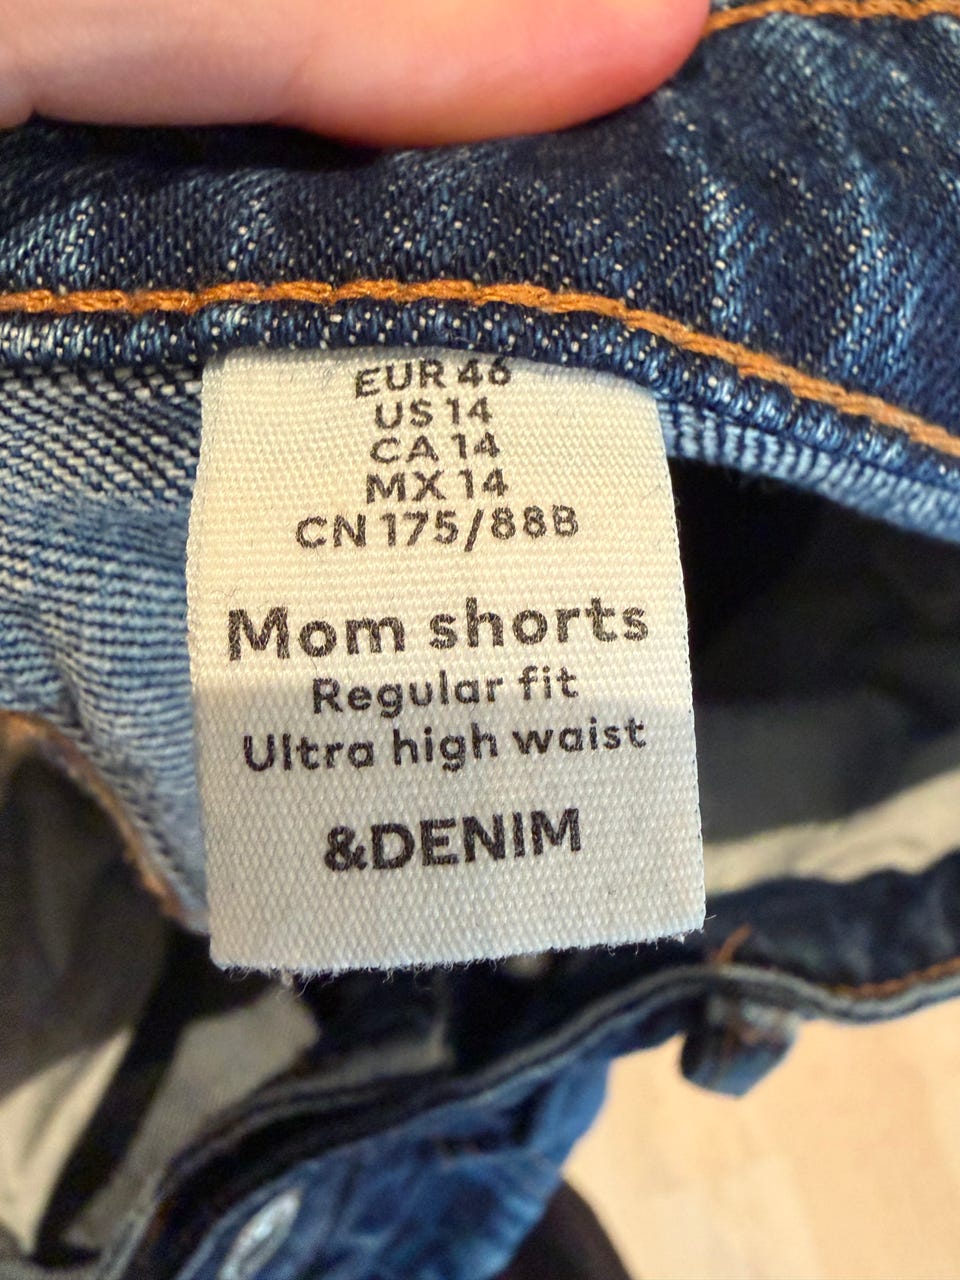 EUR 46
US 14
CA 14
MX 14
CN 175/88B
Mom shorts
Regular fit
Ultra high waist
&DENIM